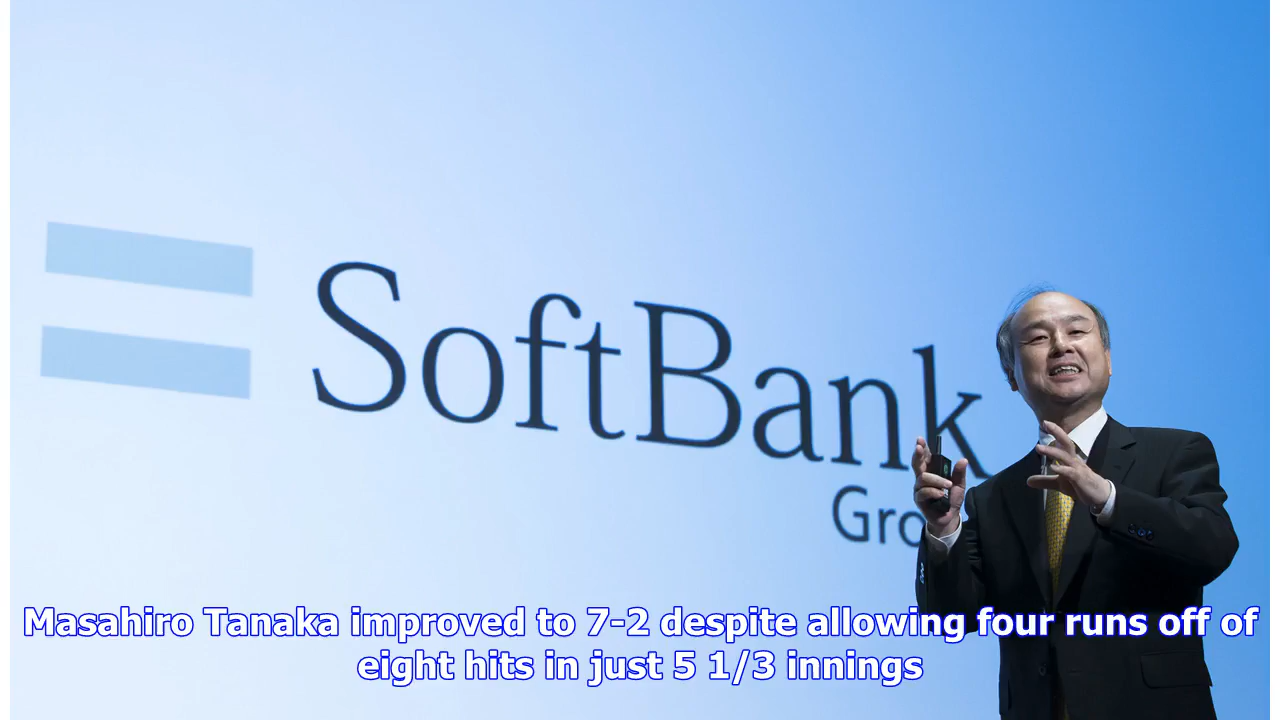 SoftBank
Gro
Masahiro Tanaka improved to 7-2 despite allowing four runs off of
eight hits in just 5 1/3 innings